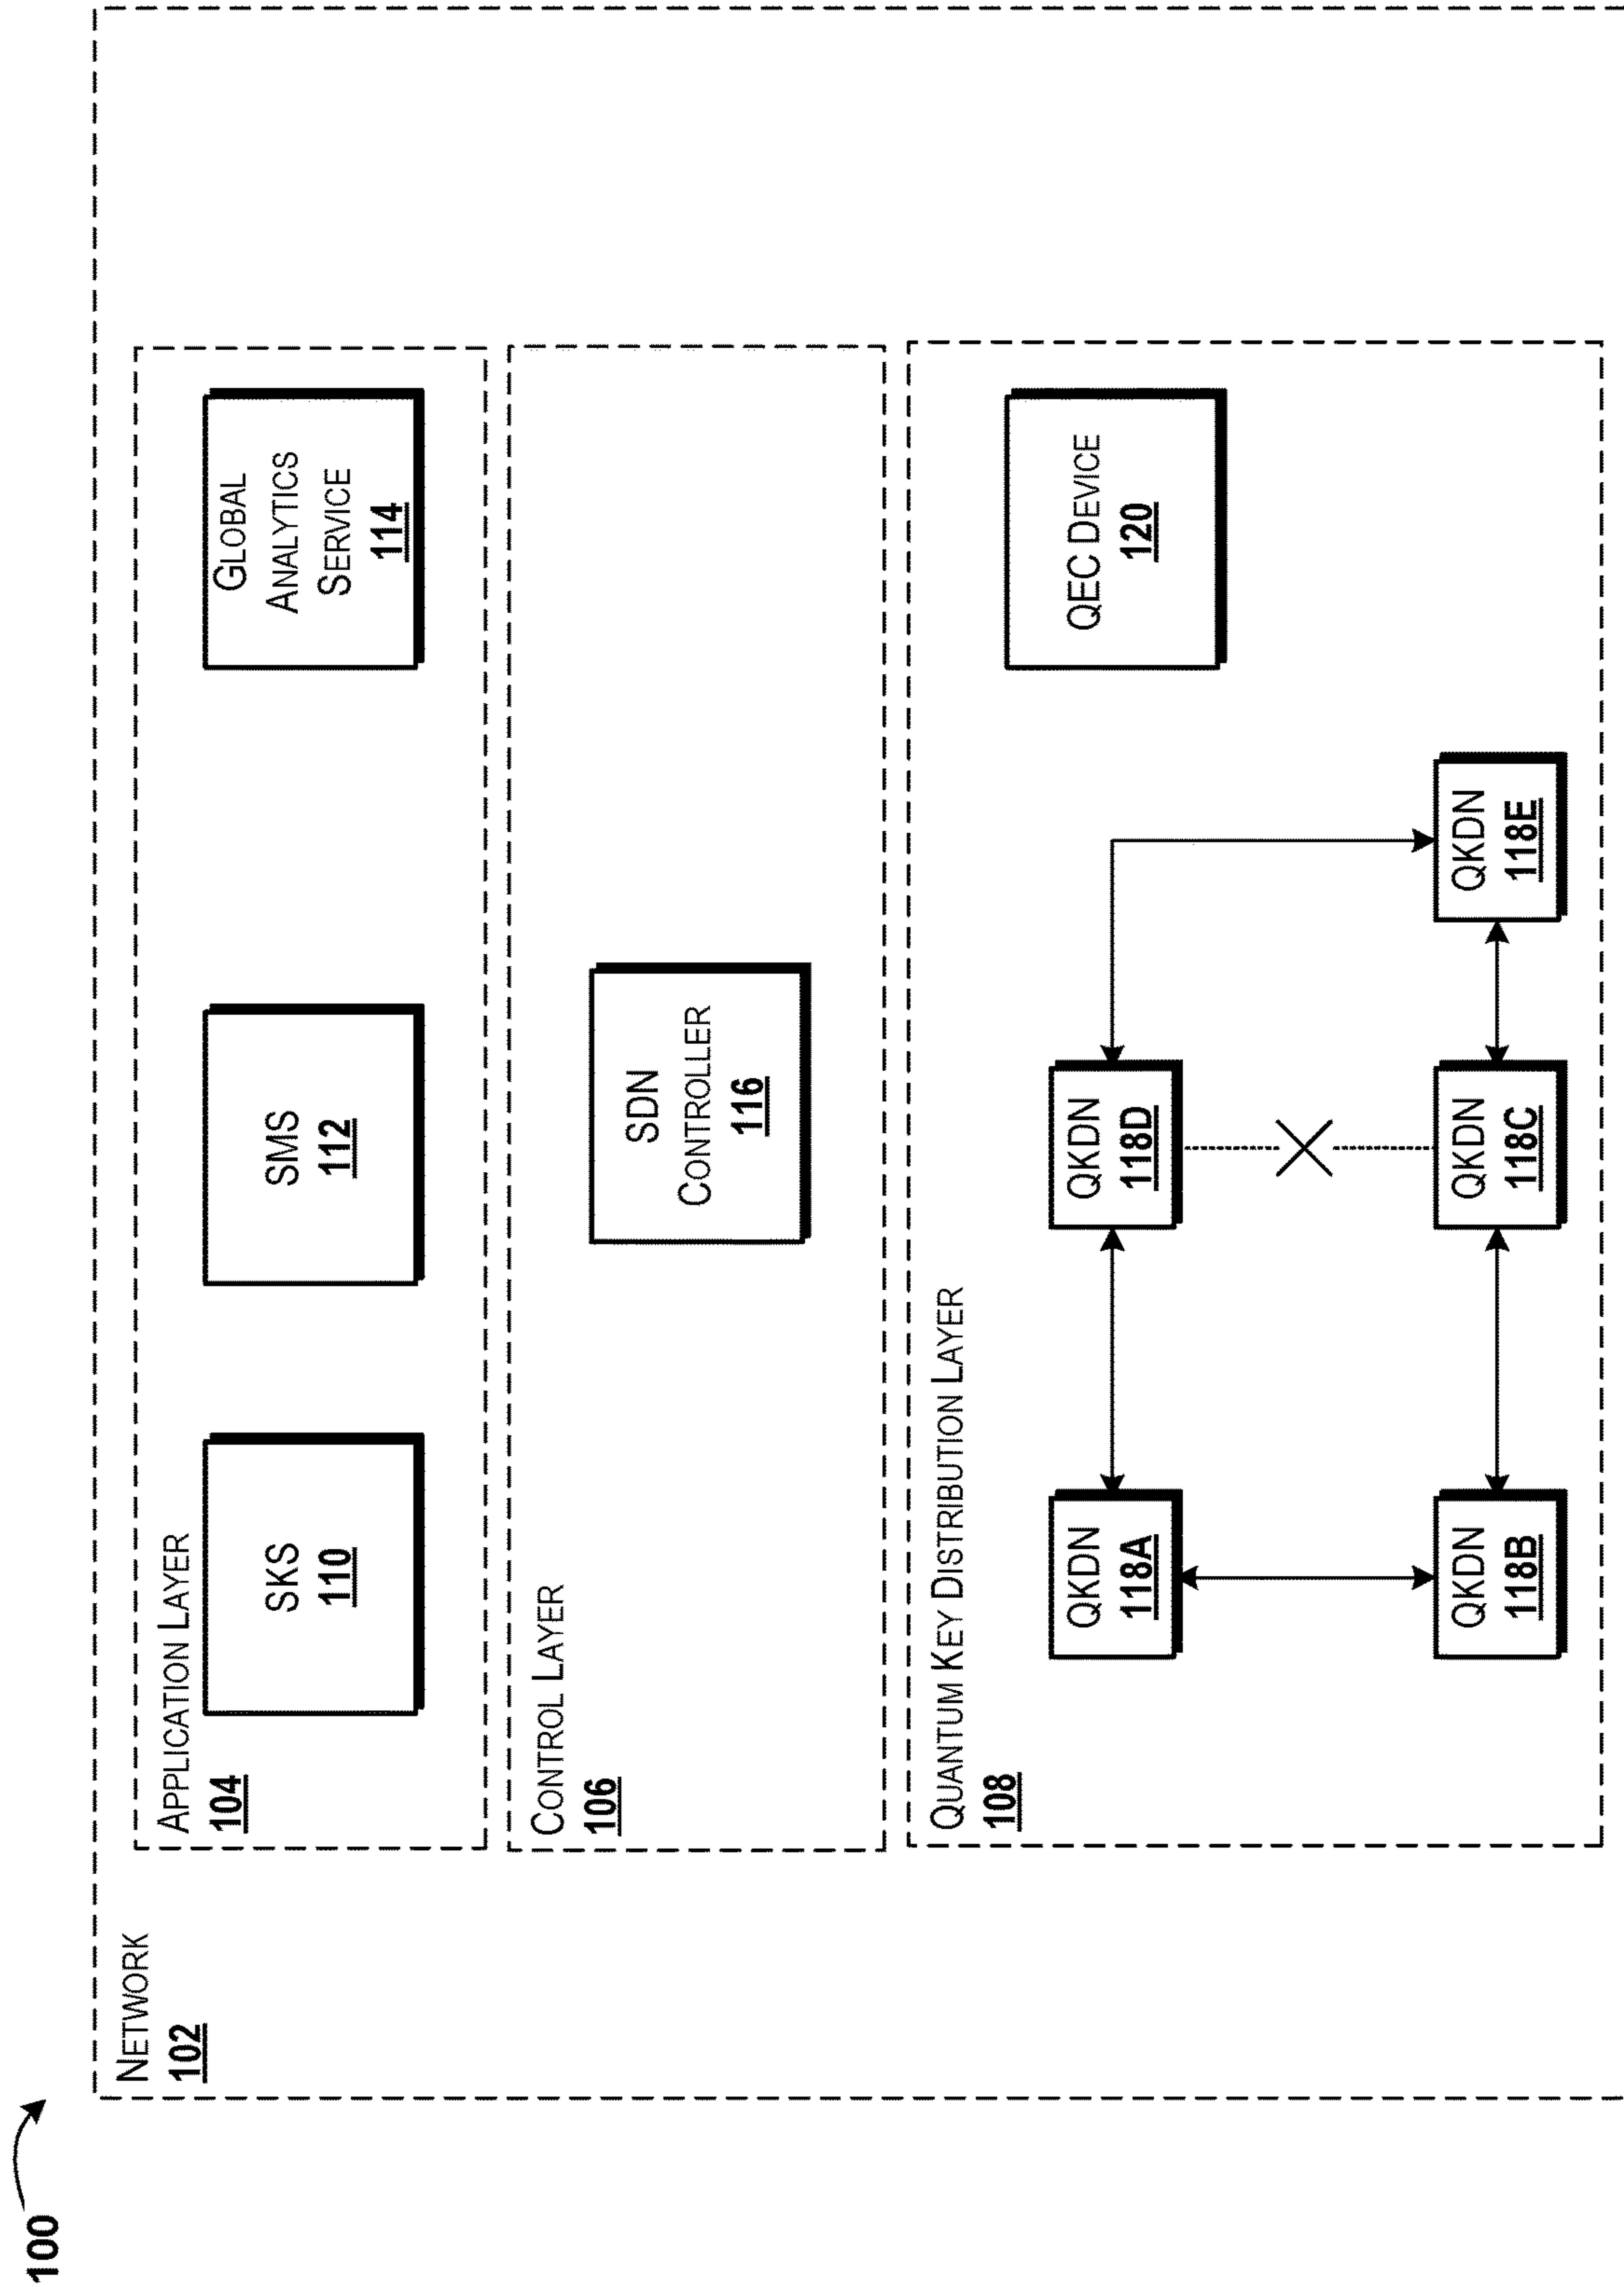 100
NETWORK
102
APPLICATION LAYER
104
SKS
110
SMS
112
GLOBAL
ANALYTICS
SERVICE
114
CONTROL LAYER
106
SDN
CONTROLLER
116
QUANTUM KEY DISTRIBUTION LAYER
108
QKDN
118A
QKDN
118D
QEC DEVICE
120
QKDN
118B
QKDN
118C
QKDN
118E